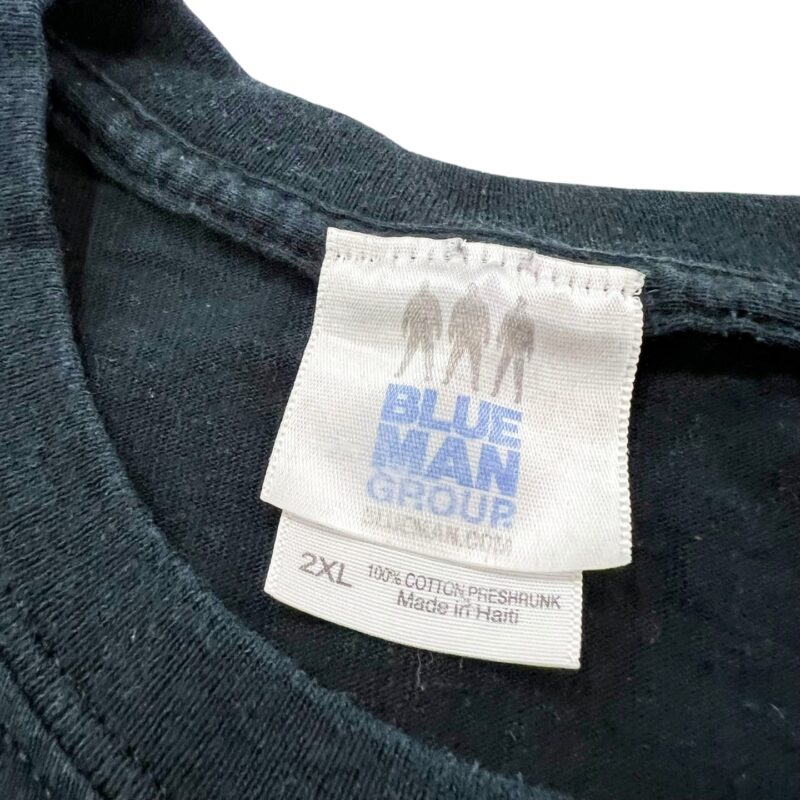 BLUE
MAN
GROUP
BLUEMAN.COM
2XL 100% COTTON PRESHRUNK
Made in Haiti